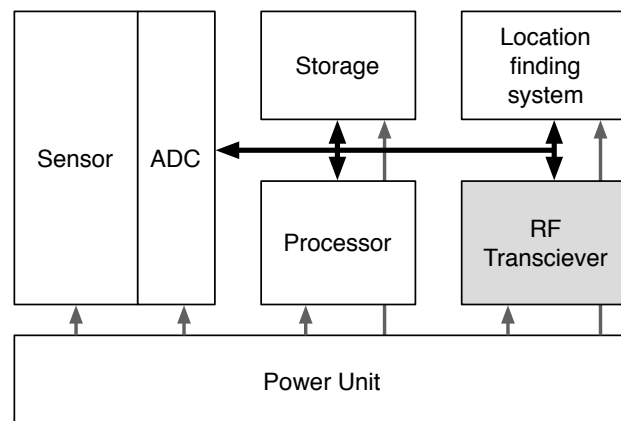 Storage
Location
finding
system
Sensor
ADC
Processor
RF
Transciever
Power Unit